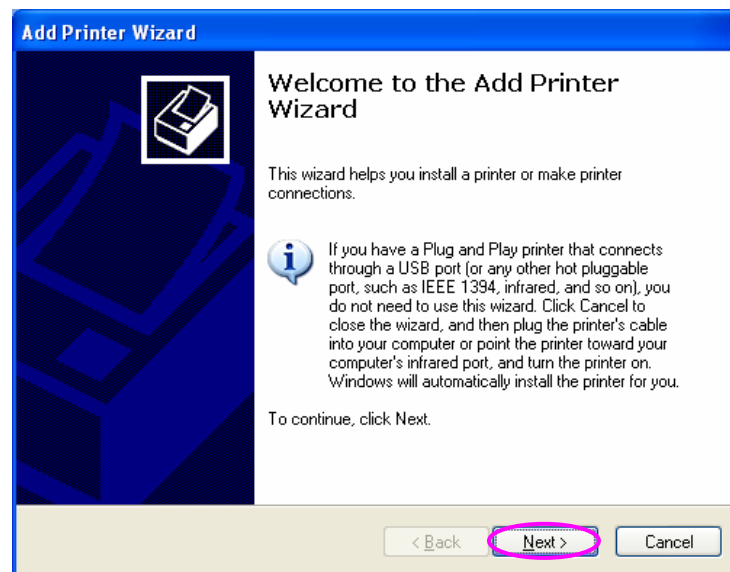 Add Printer Wizard
Welcome to the Add Printer
Wizard
This wizard helps you install a printer or make printer
connections.
If you have a Plug and Play printer that connects
through a USB port (or any other hot pluggable
port, such as IEEE 1394, infrared, and so on), you
do not need to use this wizard. Click Cancel to
close the wizard, and then plug the printer's cable
into your computer or point the printer toward your
computer's infrared port, and turn the printer on.
Windows will automatically install the printer for you.
To continue, click Next.
< Back Next > Cancel